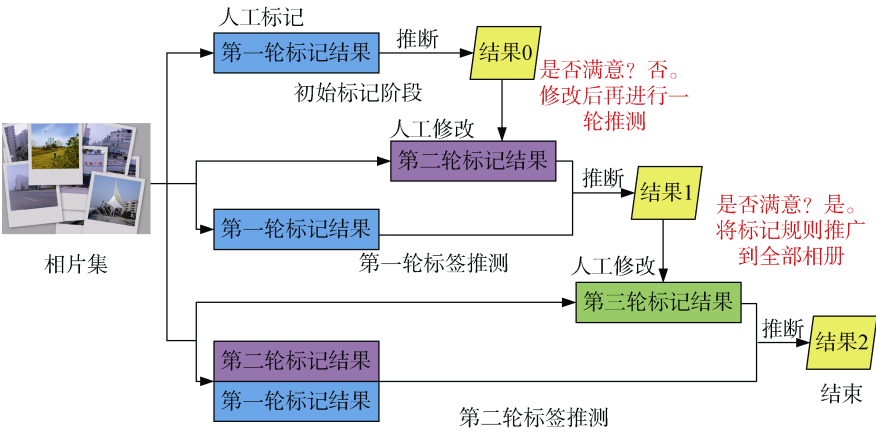 人工标记
第一轮标记结果
推断
结果0
初始标记阶段
是否满意？否。
修改后再进行一
轮推测
人工修改
第二轮标记结果
推断
结果1
第一轮标记结果
第一轮标签推测
是否满意？是。
将标记规则推广
到全部相册
相片集
人工修改
第三轮标记结果
推断
结果2
第二轮标记结果
第一轮标记结果
结束
第二轮标签推测